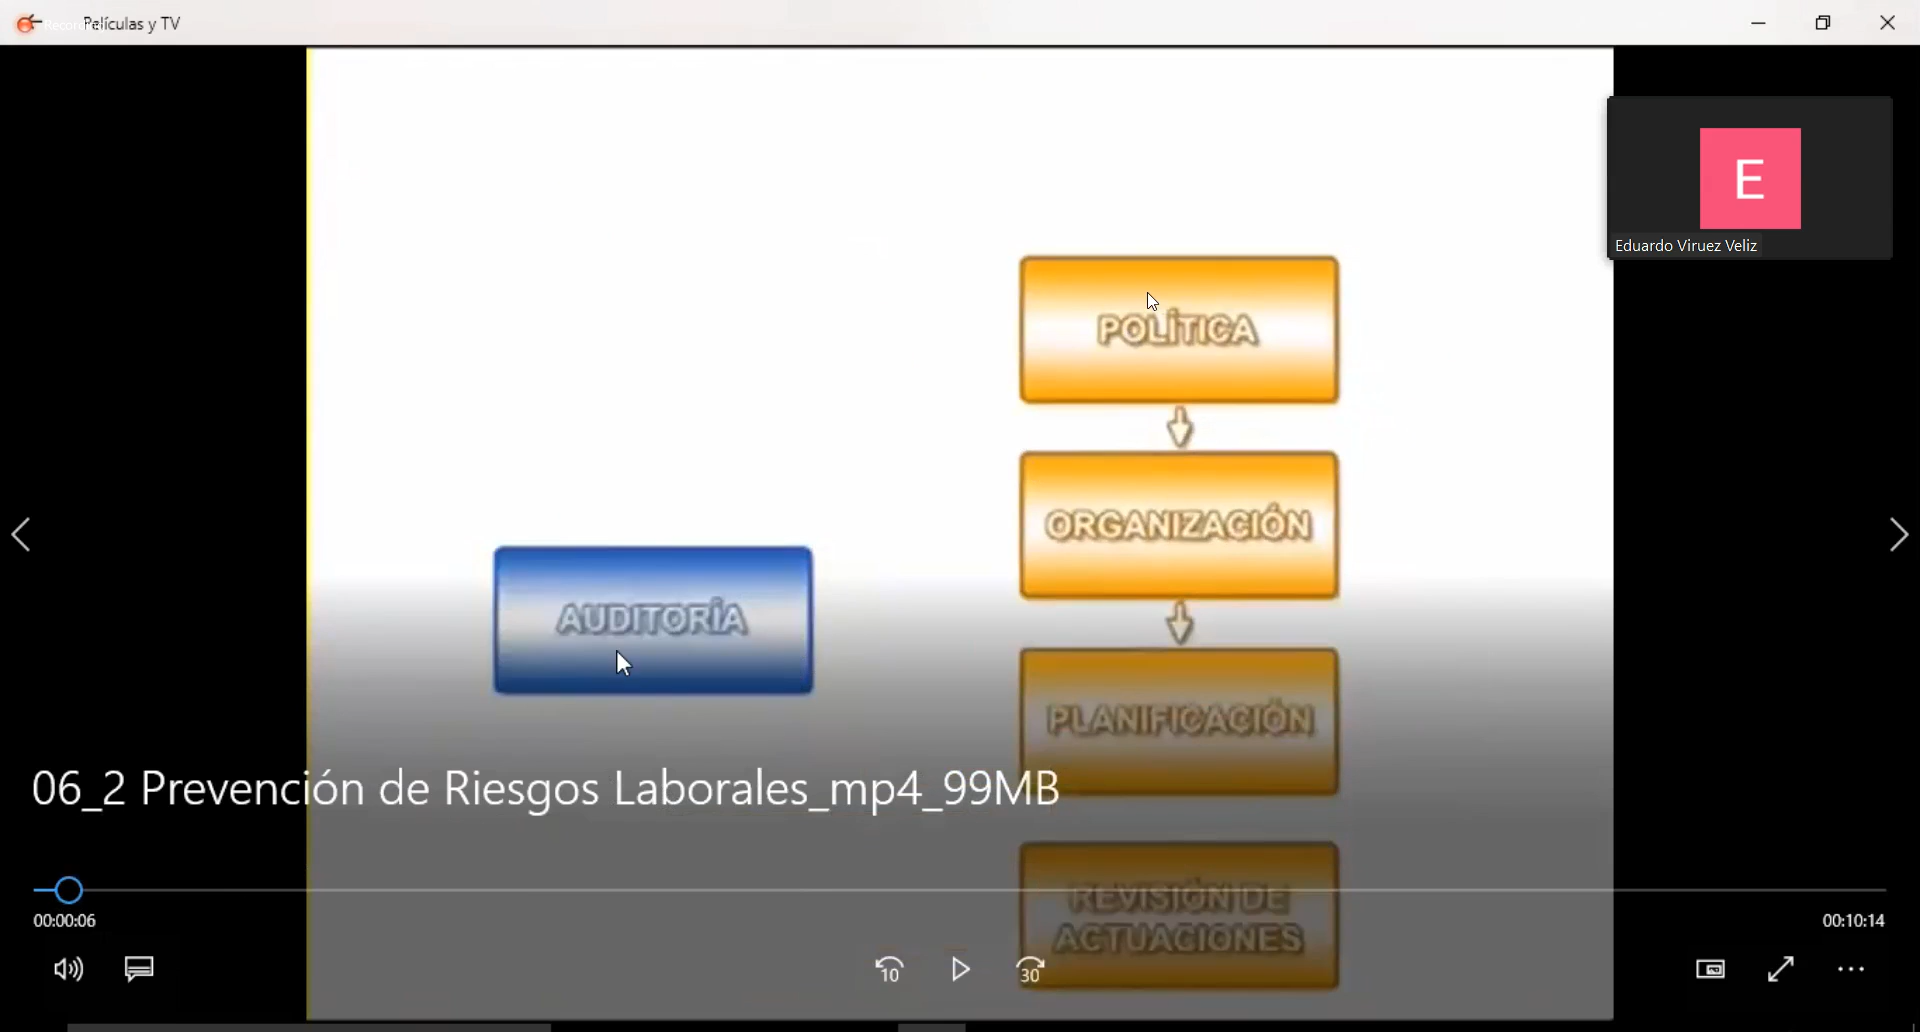 Películas y TV
E
Eduardo Viruez Veliz
POLÍTICA
ORGANIZACIÓN
AUDITORÍA
PLANIFICACIÓN
06_2 Prevención de Riesgos Laborales_mp4_99MB
REVISIÓN DE
ACTUACIONES
00:00:06
00:10:14
10
30